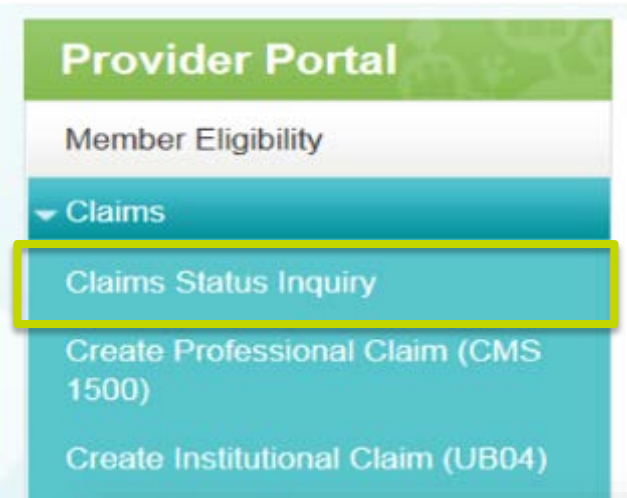 Provider Portal
Member Eligibility
Claims
Claims Status Inquiry
Create Professional Claim (CMS
1500)
Create Institutional Claim (UB04)